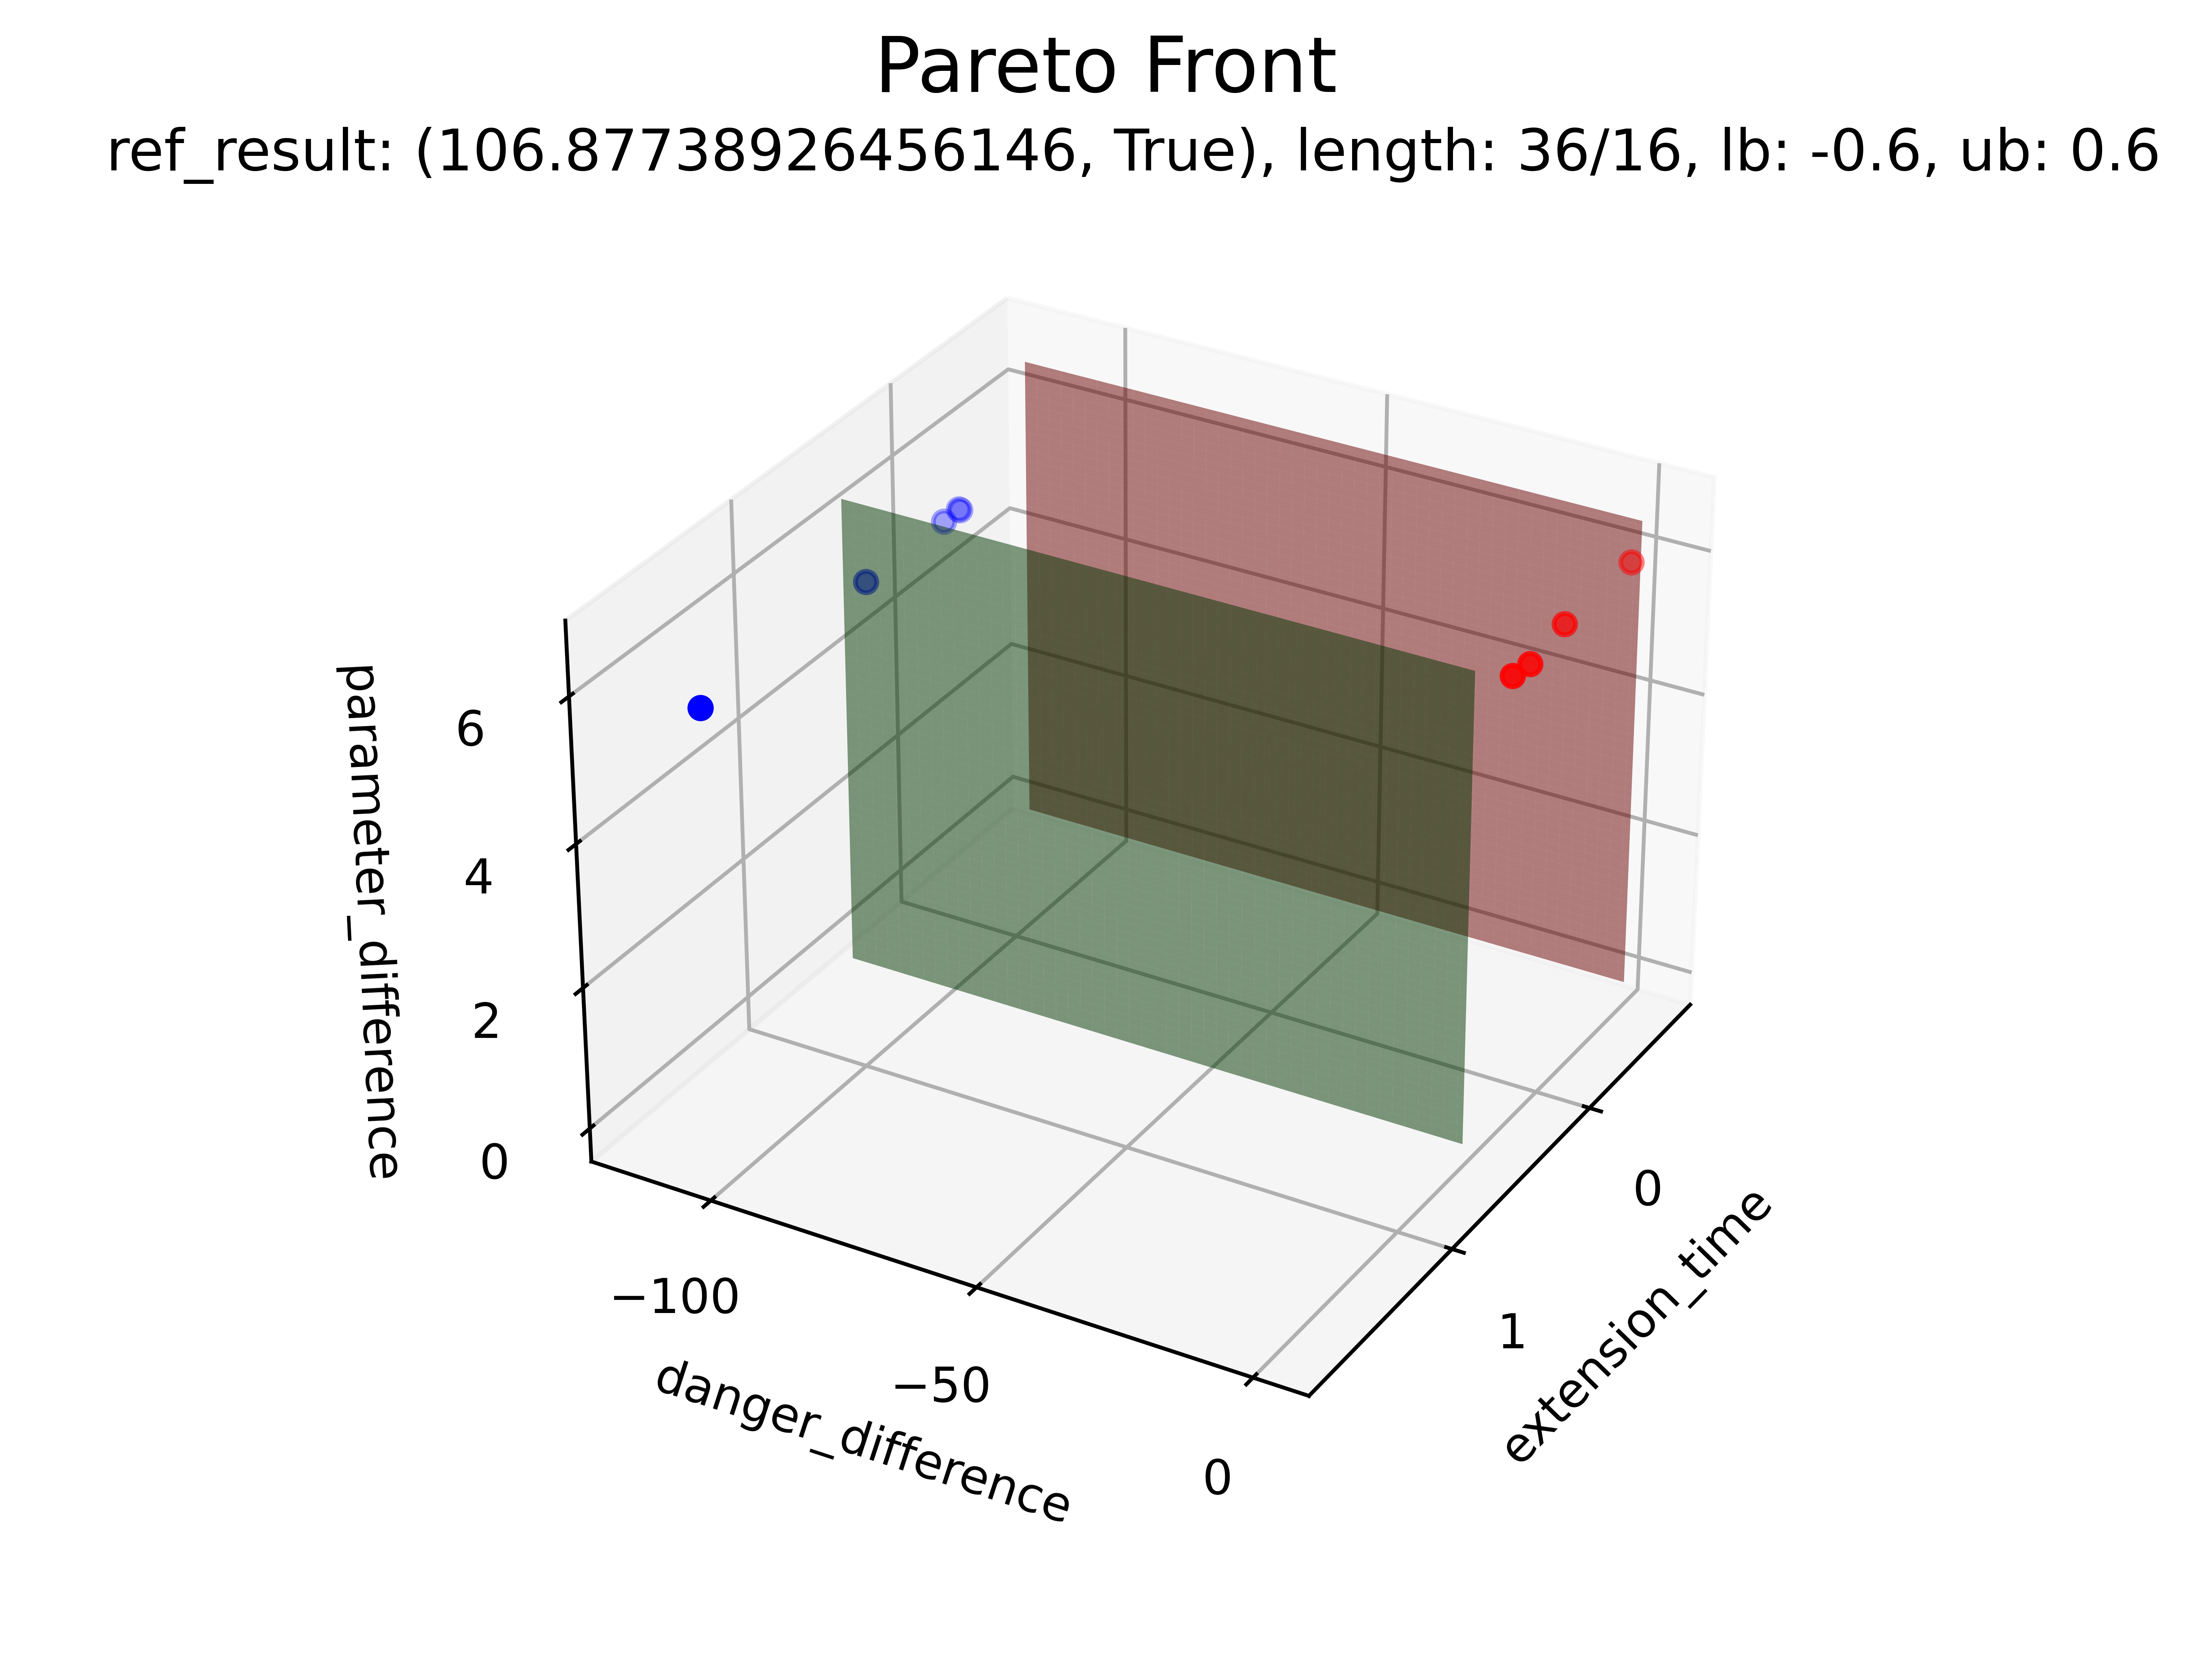 Pareto Front
ref_result: (106.87738926456146, True), length: 36/16, lb: -0.6, ub: 0.6
parameter_difference
6
4
2
0
−100
−50
0
danger_difference
0
1
extension_time